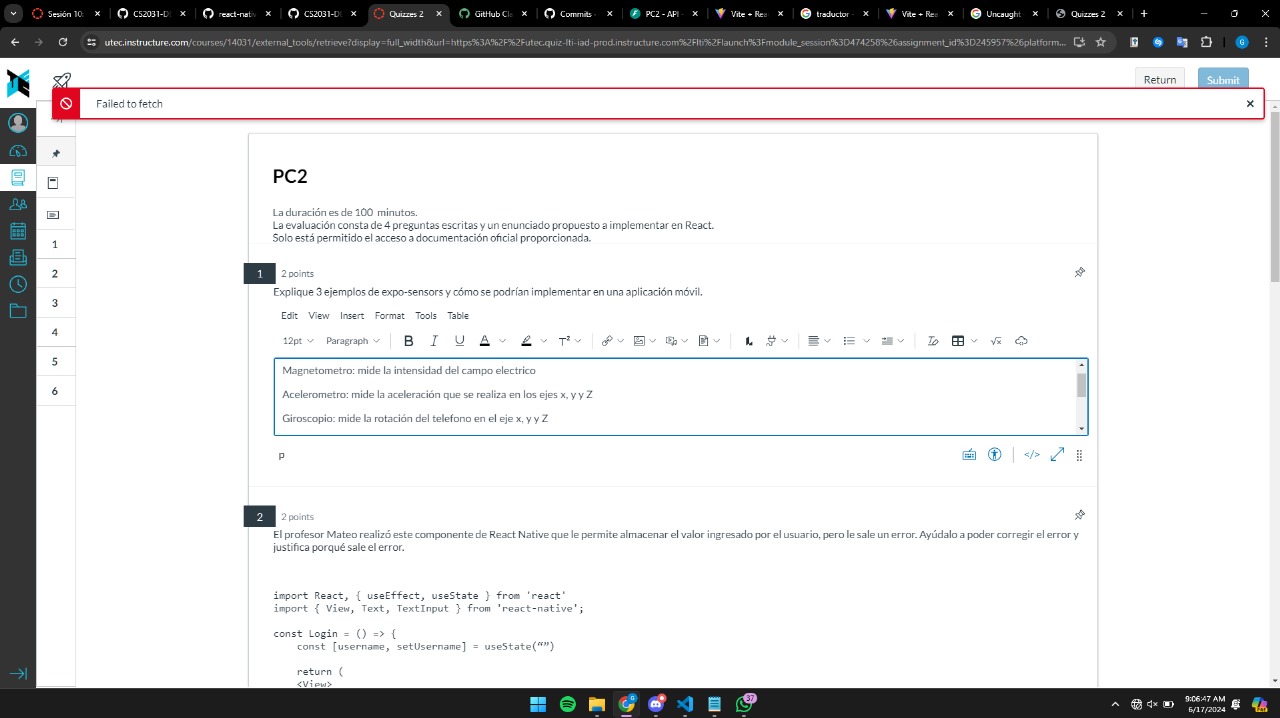 Sesión 10:
CS2031-DI
react-nativ
CS2031-DI
Quizzes 2
GitHub Cla
Commits ·
PC2 - API
Vite + Rea
traductor -
Vite + Rea
Uncaught
Quizzes 2
utec.instructure.com/courses/14031/external_tools/retrieve?display=full_width&url=https%3A%2F%2Futec.quiz-lti-iad-prod.instructure.com%2Flti%2Flaunch%3Fmodule_session%3D474258%26assignment_id%3D245957%26platform...
G
Return
Submit
Failed to fetch
PC2
La duración es de 100 minutos.
La evaluación consta de 4 preguntas escritas y un enunciado propuesto a implementar en React.
Solo está permitido el acceso a documentación oficial proporcionada.
1
2
3
4
5
6
1
2 points
Explique 3 ejemplos de expo-sensors y cómo se podrían implementar en una aplicación móvil.
Edit View Insert Format Tools Table
12pt Paragraph B I U A T²
Magnetometro: mide la intensidad del campo electrico
Acelerometro: mide la aceleración que se realiza en los ejes x, y y Z
Giroscopio: mide la rotación del telefono en el eje x, y y Z
p
</>
2
2 points
El profesor Mateo realizó este componente de React Native que le permite almacenar el valor ingresado por el usuario, pero le sale un error. Ayúdalo a poder corregir el error y
justifica porqué sale el error.
import React, { useEffect, useState } from 'react'
import { View, Text, TextInput } from 'react-native';
const Login = () => {
const [username, setUsername] = useState(“”)
return (
<View>
37
9:06:47 AM
6/17/2024